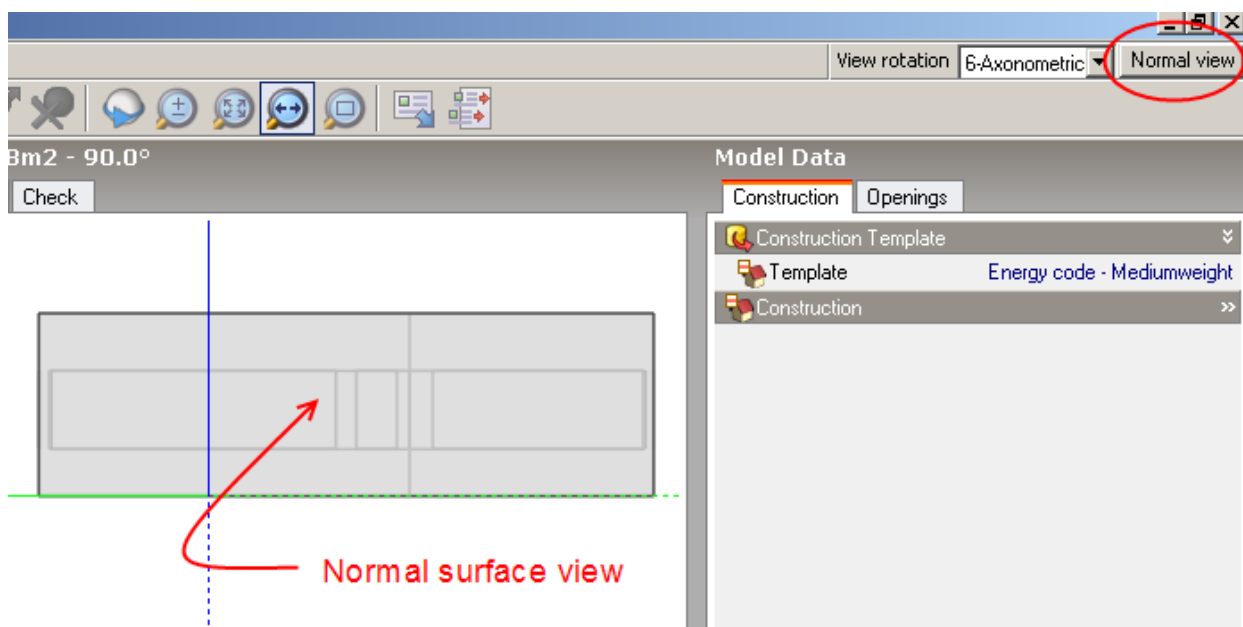 View rotation 6-Axonometric Normal view
8m2 - 90.0°
Model Data
Check
Construction Openings
Construction Template
Template Energy code - Mediumweight
Construction
Normal surface view